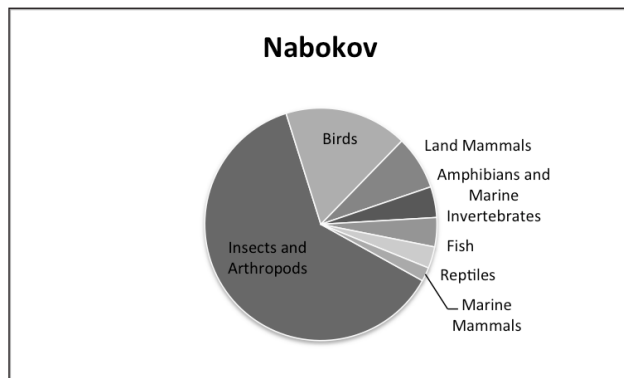 Nabokov
Birds
Land Mammals
Amphibians and
Marine
Invertebrates
Fish
Reptiles
Marine
Mammals
Insects and
Arthropods